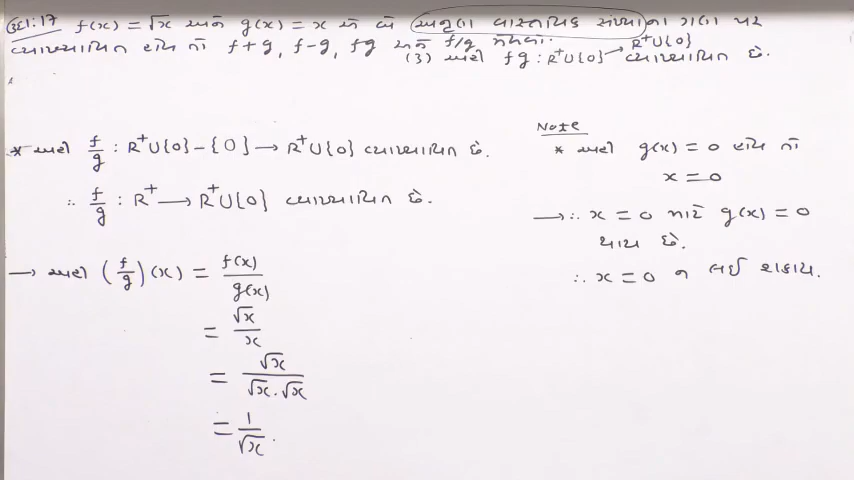 ઉદા:17 f(x) = √x અને g(x) = x જો બે અનૃણ વાસ્તવિક સંખ્યાના ગણ પર
વ્યાખ્યાયિત હોય તો f+g, f-g, fg અને f/g મેળવો.
(3) અહીં fg : R⁺∪{0} → R⁺∪{0} વ્યાખ્યાયિત છે.
* અહીં f/g : R⁺∪{0} - {0} → R⁺∪{0} વ્યાખ્યાયિત છે.
∴ f/g : R⁺ → R⁺∪{0} વ્યાખ્યાયિત છે.
→ અહીં (f/g)(x) = f(x)/g(x)
= √x/x
= √x/(√x·√x)
= 1/√x.
Note
* અહીં g(x) = 0 હોય તો
x = 0
→ ∴ x = 0 માટે g(x) = 0
થાય છે.
∴ x = 0 ન લઈ શકાય.